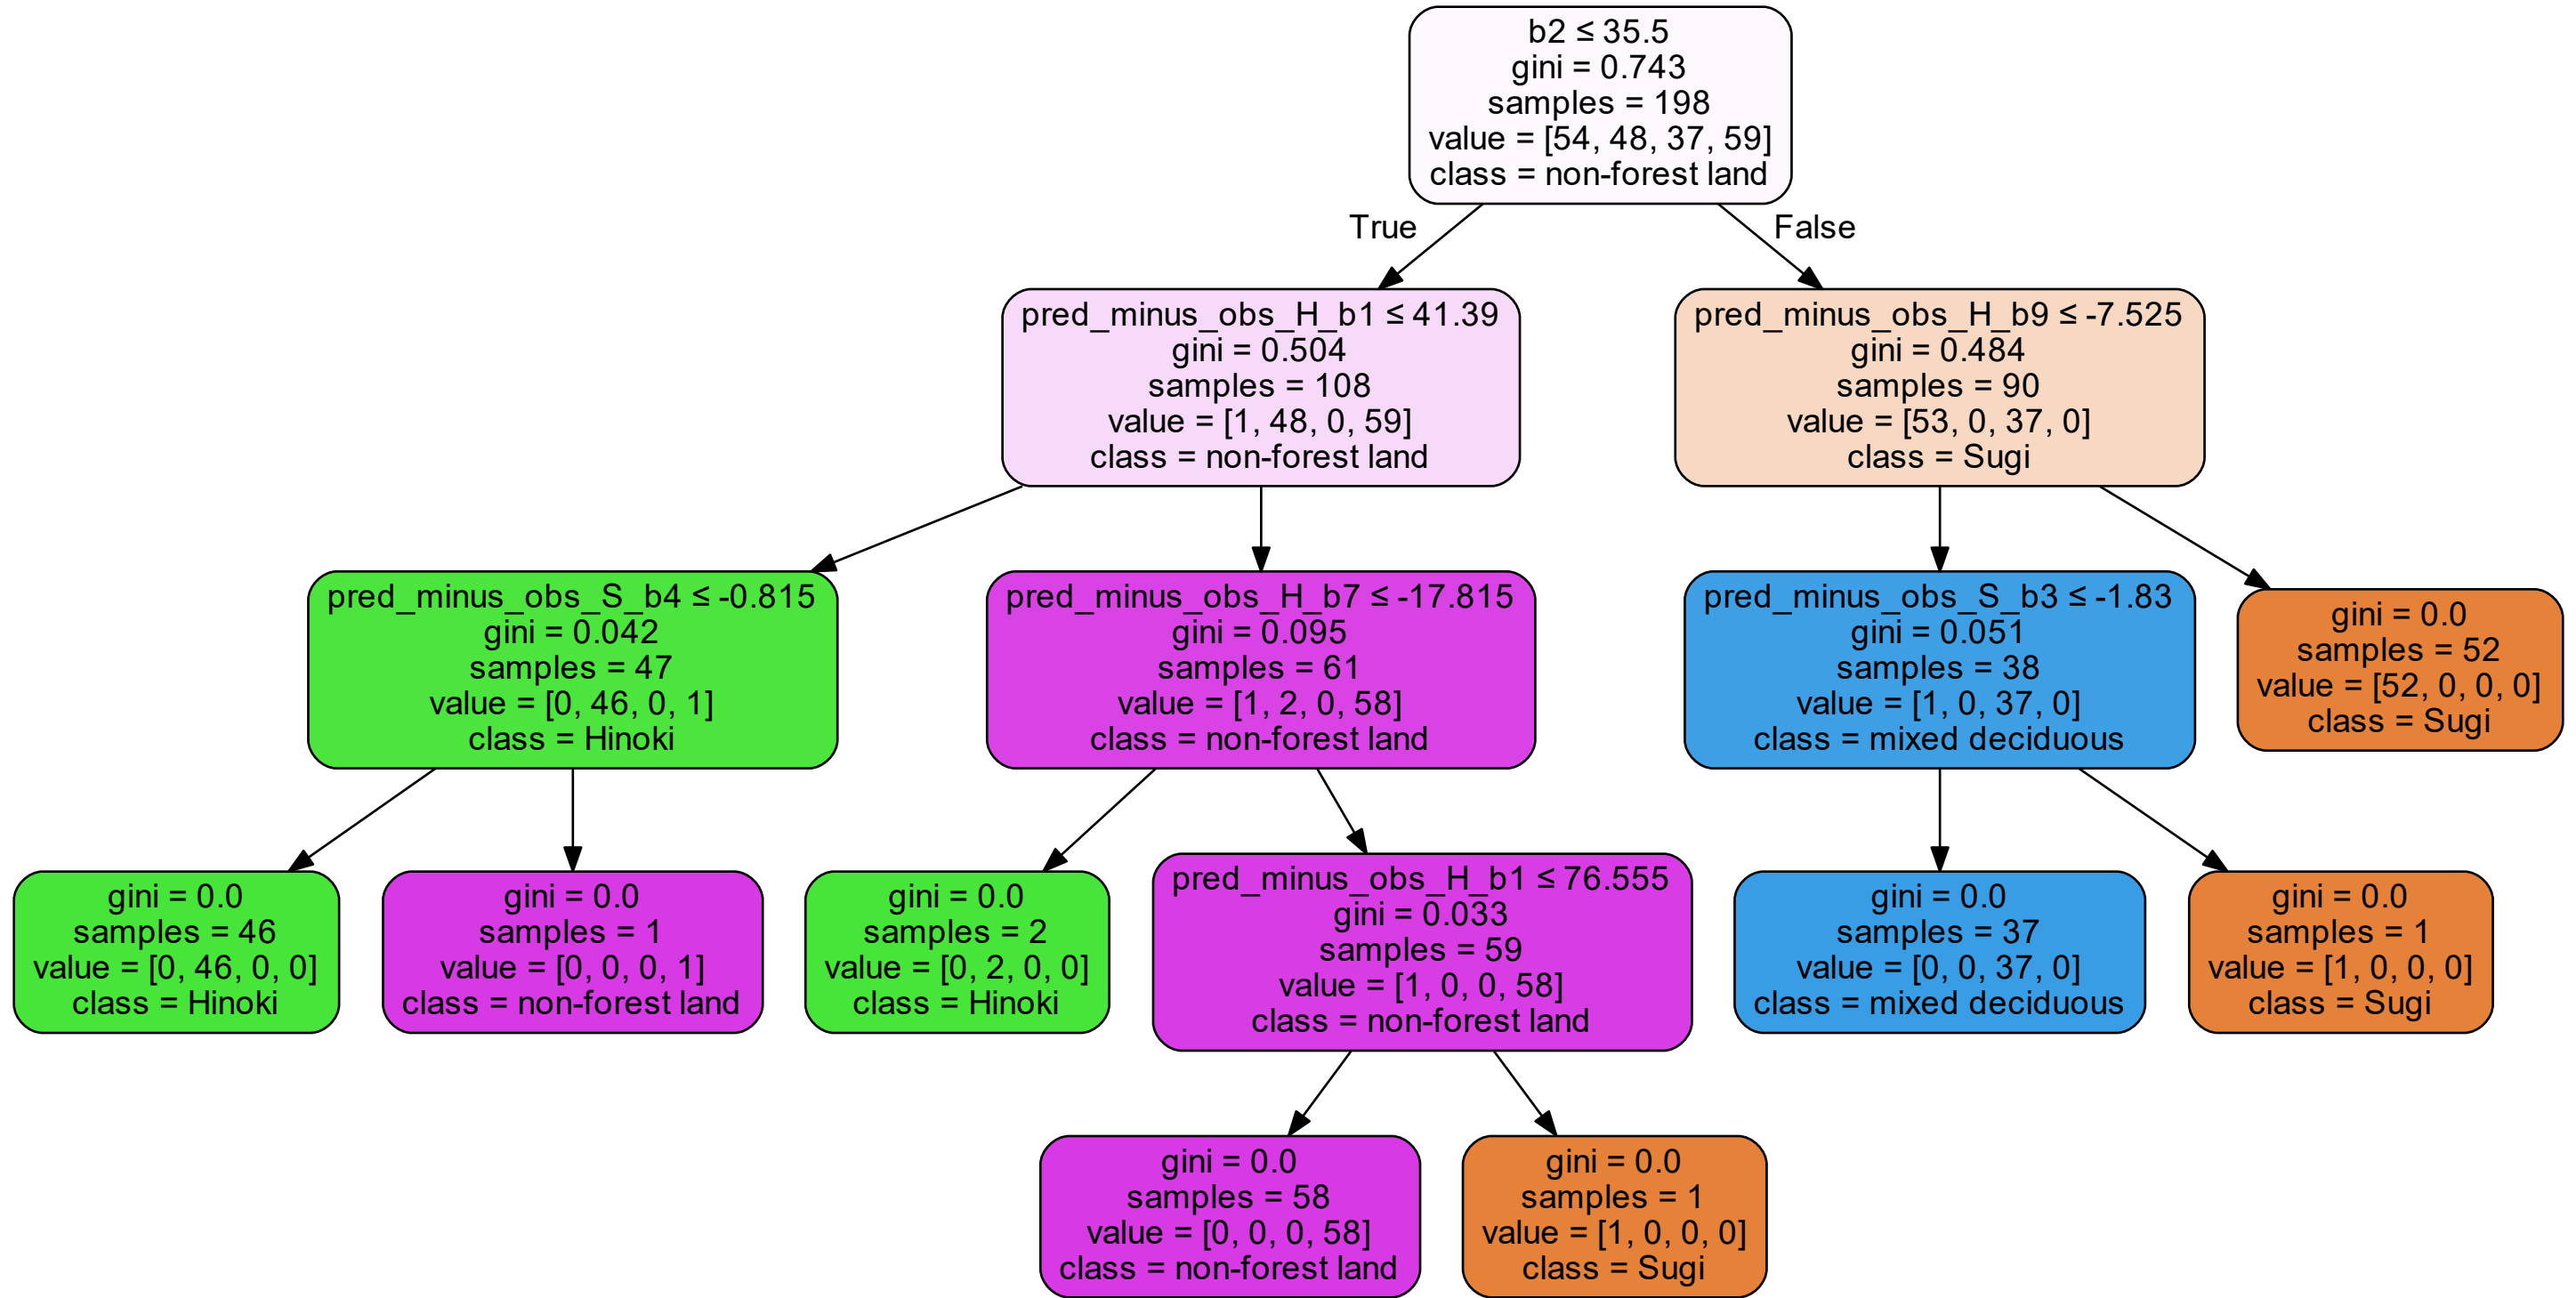 b2 ≤ 35.5
gini = 0.743
samples = 198
value = [54, 48, 37, 59]
class = non-forest land
True
False
pred_minus_obs_H_b1 ≤ 41.39
gini = 0.504
samples = 108
value = [1, 48, 0, 59]
class = non-forest land
pred_minus_obs_H_b9 ≤ -7.525
gini = 0.484
samples = 90
value = [53, 0, 37, 0]
class = Sugi
pred_minus_obs_S_b4 ≤ -0.815
gini = 0.042
samples = 47
value = [0, 46, 0, 1]
class = Hinoki
pred_minus_obs_H_b7 ≤ -17.815
gini = 0.095
samples = 61
value = [1, 2, 0, 58]
class = non-forest land
pred_minus_obs_S_b3 ≤ -1.83
gini = 0.051
samples = 38
value = [1, 0, 37, 0]
class = mixed deciduous
gini = 0.0
samples = 52
value = [52, 0, 0, 0]
class = Sugi
gini = 0.0
samples = 46
value = [0, 46, 0, 0]
class = Hinoki
gini = 0.0
samples = 1
value = [0, 0, 0, 1]
class = non-forest land
gini = 0.0
samples = 2
value = [0, 2, 0, 0]
class = Hinoki
pred_minus_obs_H_b1 ≤ 76.555
gini = 0.033
samples = 59
value = [1, 0, 0, 58]
class = non-forest land
gini = 0.0
samples = 37
value = [0, 0, 37, 0]
class = mixed deciduous
gini = 0.0
samples = 1
value = [1, 0, 0, 0]
class = Sugi
gini = 0.0
samples = 58
value = [0, 0, 0, 58]
class = non-forest land
gini = 0.0
samples = 1
value = [1, 0, 0, 0]
class = Sugi